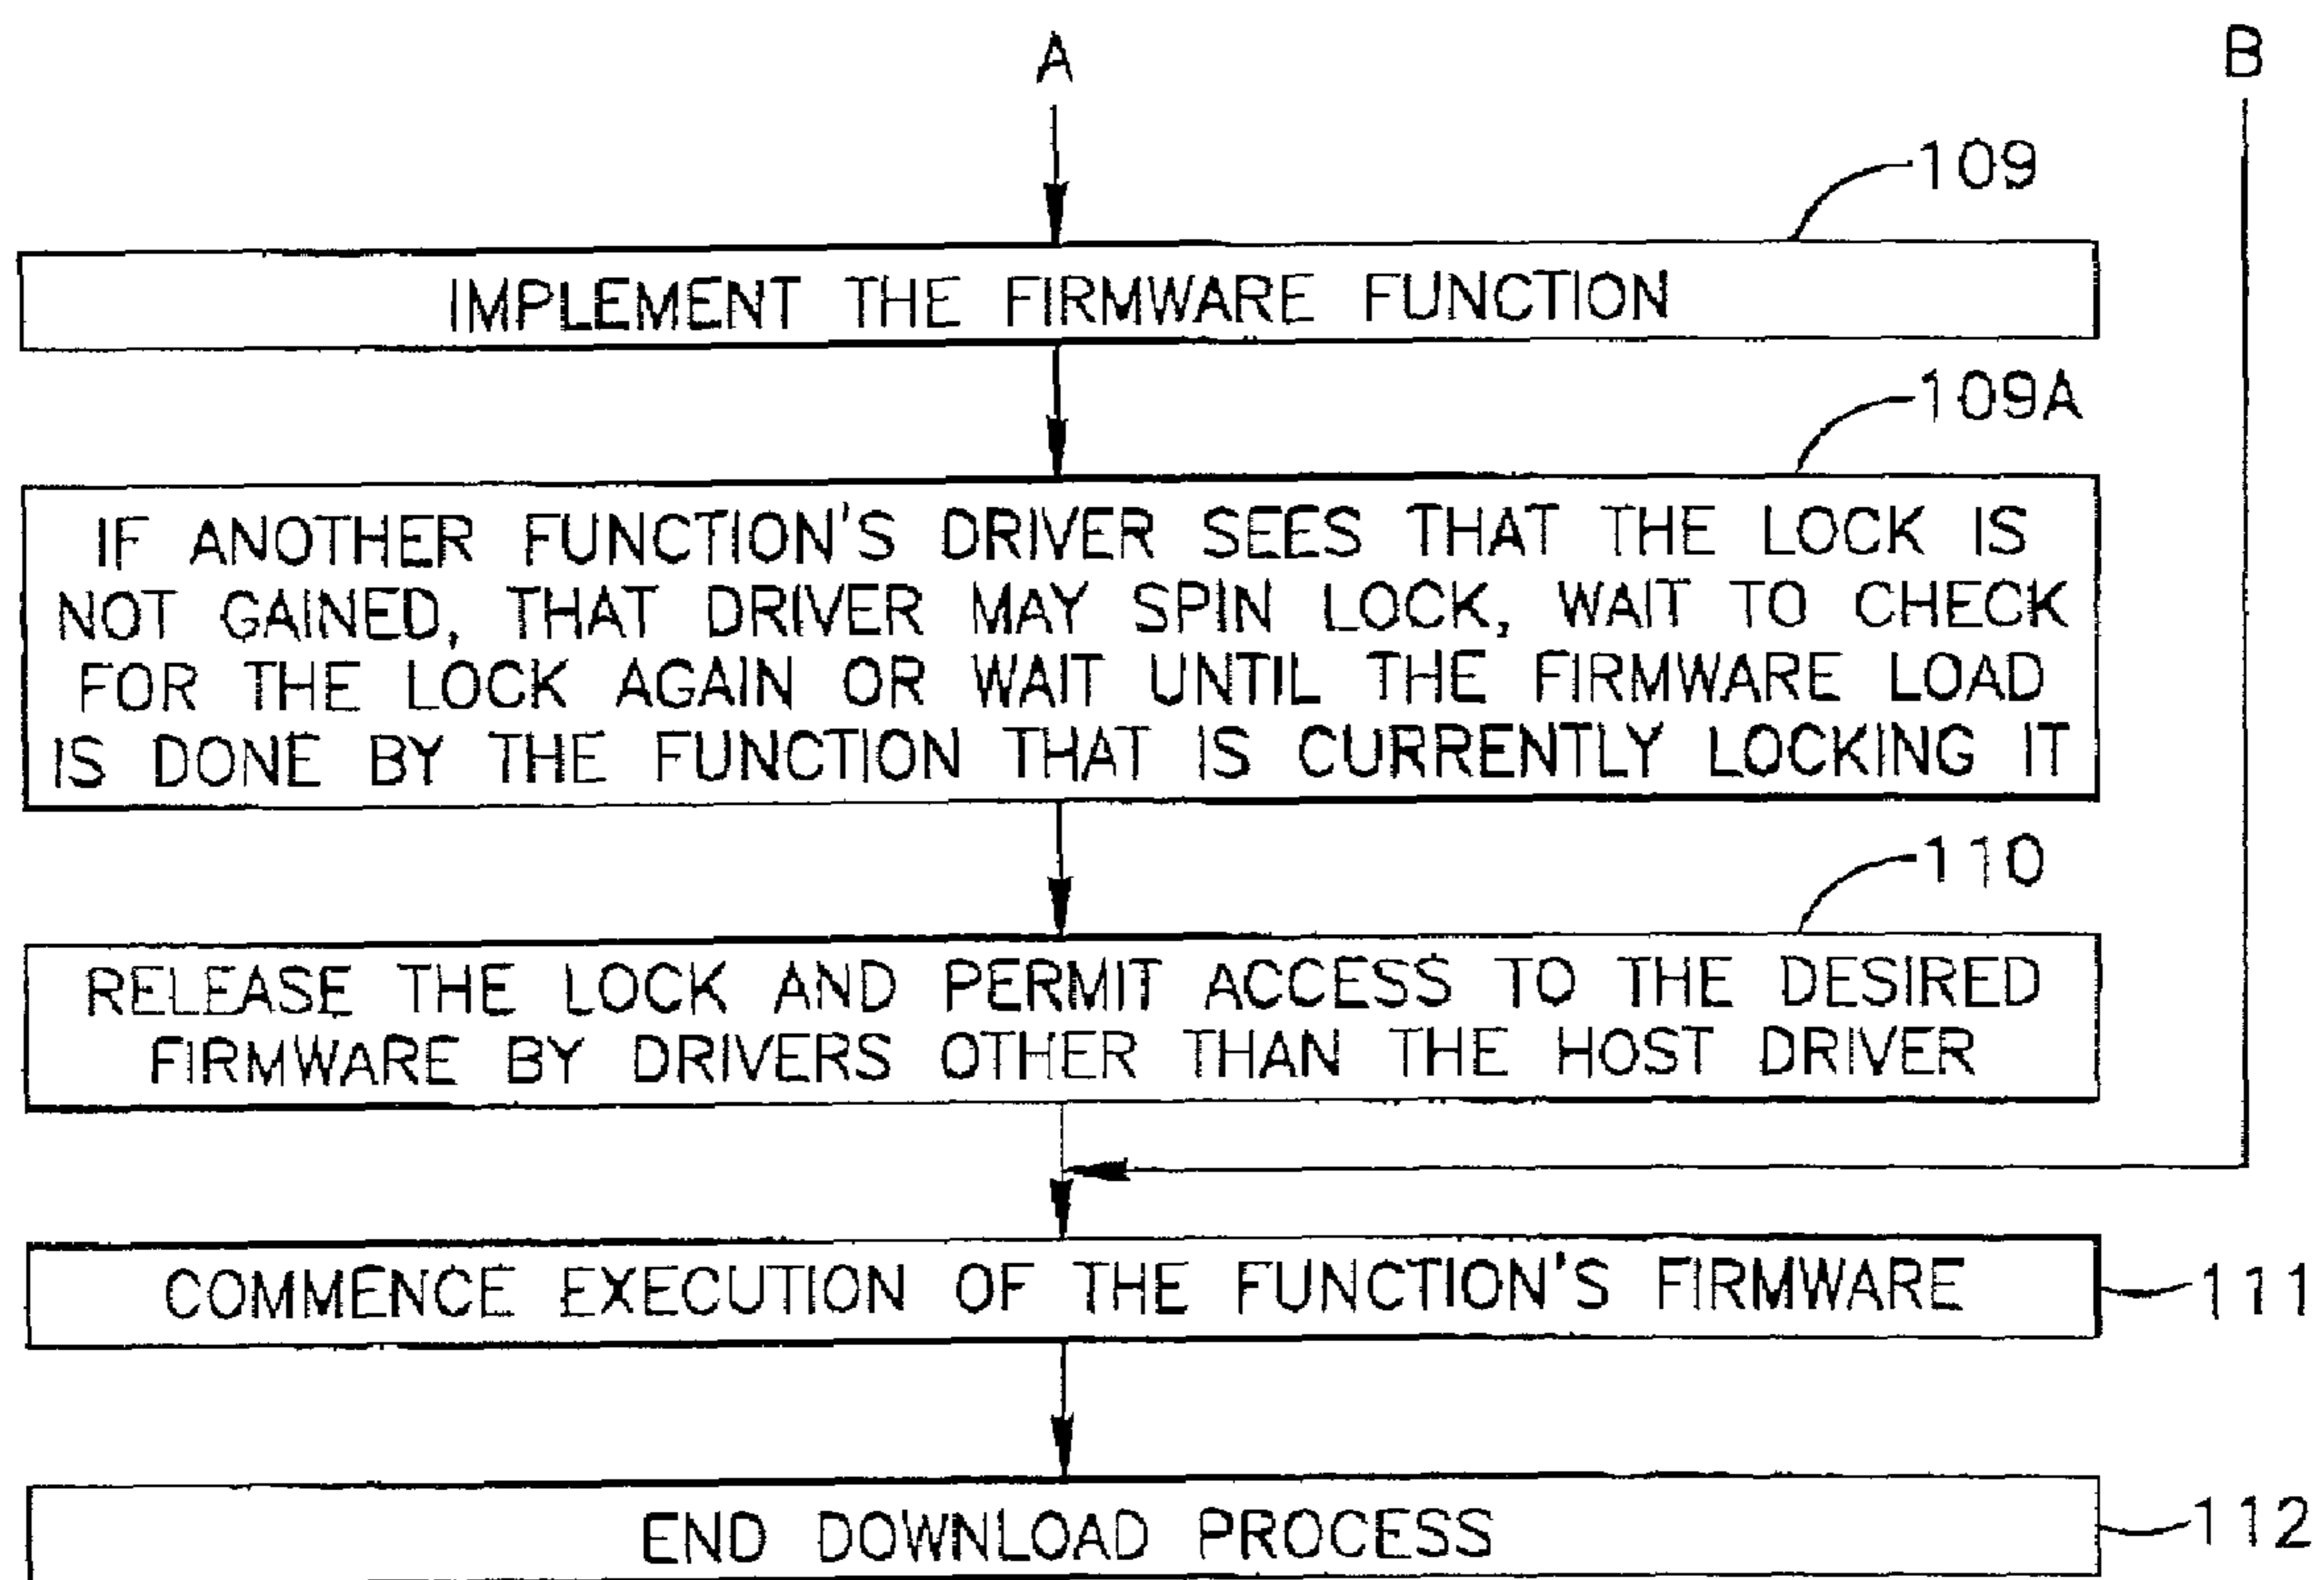 A
B
109
IMPLEMENT THE FIRMWARE FUNCTION
109A
IF ANOTHER FUNCTION'S DRIVER SEES THAT THE LOCK IS
NOT GAINED, THAT DRIVER MAY SPIN LOCK, WAIT TO CHECK
FOR THE LOCK AGAIN OR WAIT UNTIL THE FIRMWARE LOAD
IS DONE BY THE FUNCTION THAT IS CURRENTLY LOCKING IT
110
RELEASE THE LOCK AND PERMIT ACCESS TO THE DESIRED
FIRMWARE BY DRIVERS OTHER THAN THE HOST DRIVER
COMMENCE EXECUTION OF THE FUNCTION'S FIRMWARE
111
END DOWNLOAD PROCESS
112